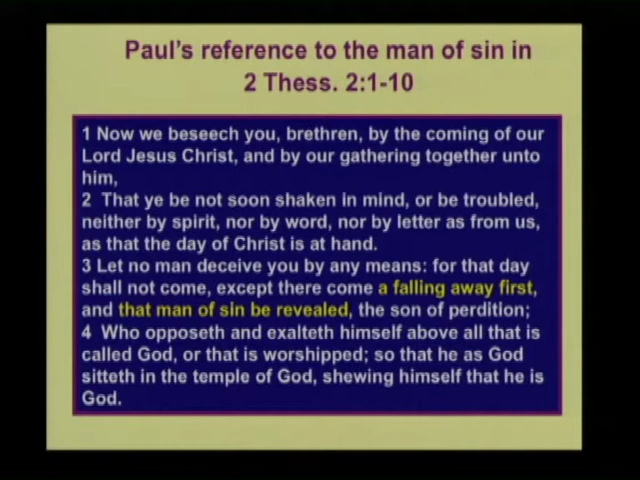 Paul's reference to the man of sin in
2 Thess. 2:1-10
1 Now we beseech you, brethren, by the coming of our
Lord Jesus Christ, and by our gathering together unto
him,
2  That ye be not soon shaken in mind, or be troubled,
neither by spirit, nor by word, nor by letter as from us,
as that the day of Christ is at hand.
3 Let no man deceive you by any means: for that day
shall not come, except there come a falling away first,
and that man of sin be revealed, the son of perdition;
4  Who opposeth and exalteth himself above all that is
called God, or that is worshipped; so that he as God
sitteth in the temple of God, shewing himself that he is
God.